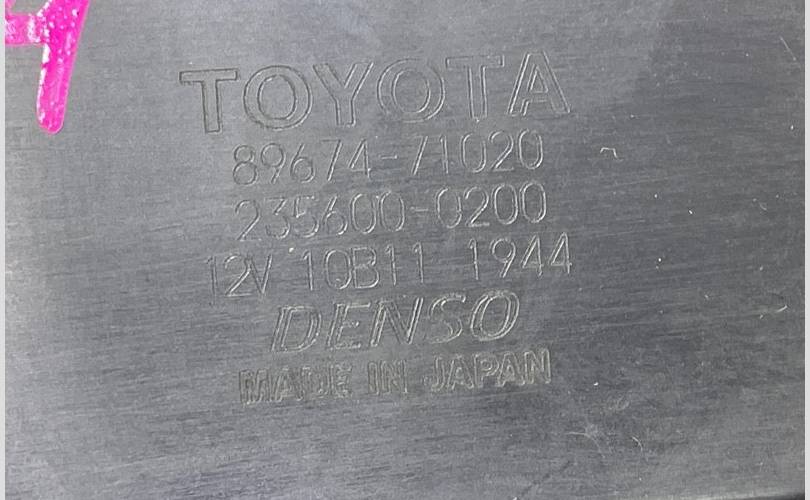 TOYOTA
89674-71020
235600-0200
12V 10B11 1944
DENSO
MADE IN JAPAN